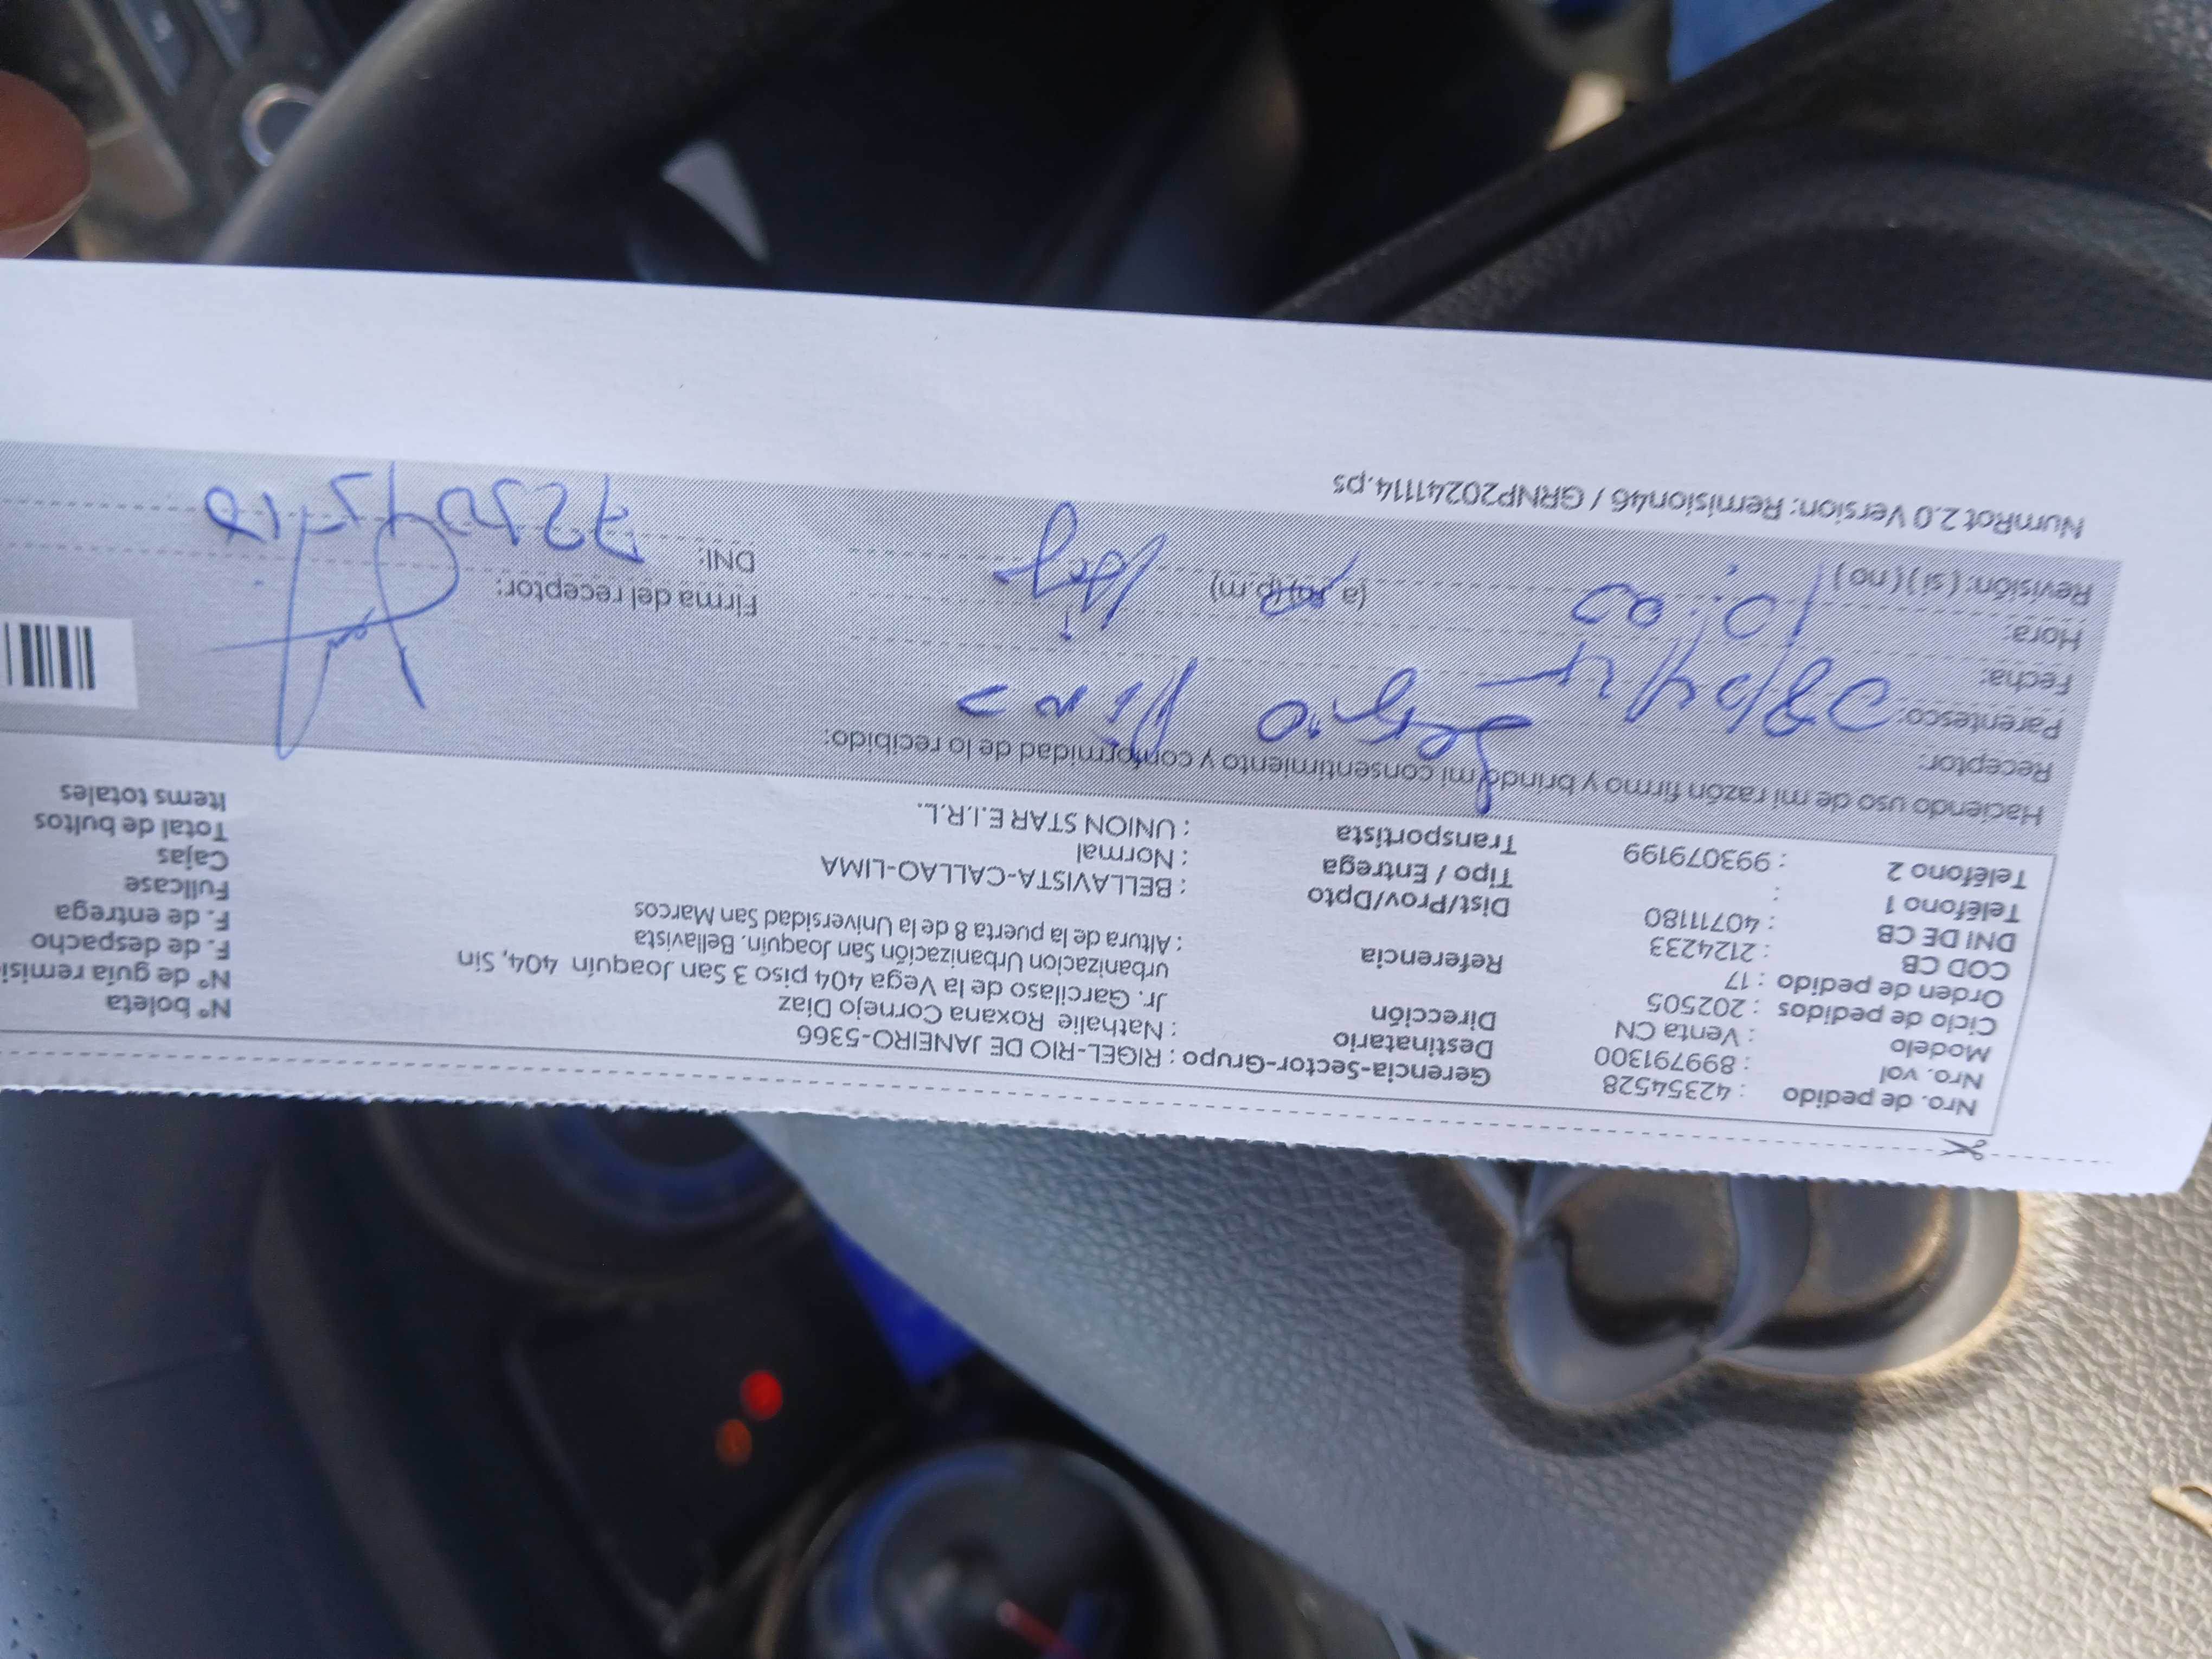 Nro. de pedido : 42354528
Nro. vol : 899791300
Modelo : Venta CN
Ciclo de pedidos : 202505
Orden de pedido : 17
COD CB : 2124233
DNI DE CB : 40711180
Teléfono 1 :
Teléfono 2 : 993079199
Gerencia-Sector-Grupo : RIGEL-RIO DE JANEIRO-5366
Destinatario : Nathalie Roxana Cornejo Diaz
Dirección Jr. Garcilaso de la Vega 404 piso 3 San Joaquín 404, Sin
urbanizacion Urbanización San Joaquín. Bellavista
Referencia : Altura de la puerta 8 de la Universidad San Marcos
Dist/Prov/Dpto : BELLAVISTA-CALLAO-LIMA
Tipo / Entrega : Normal
Transportista : UNION STAR E.I.R.L.
N° boleta
N° de guía remisi
F. de despacho
F. de entrega
Fullcase
Cajas
Total de bultos
Items totales
Haciendo uso de mi razón firmo y brindo mi consentimiento y conformidad de lo recibido:
Receptor: Sergio
Parentesco:
Fecha:
Hora: 10:00 (a.m) (p.m)
Revisión: (si) (no)
Firma del receptor:
DNI:
NumRot 2.0 Version: Remision46 / GRNP20241114.ps